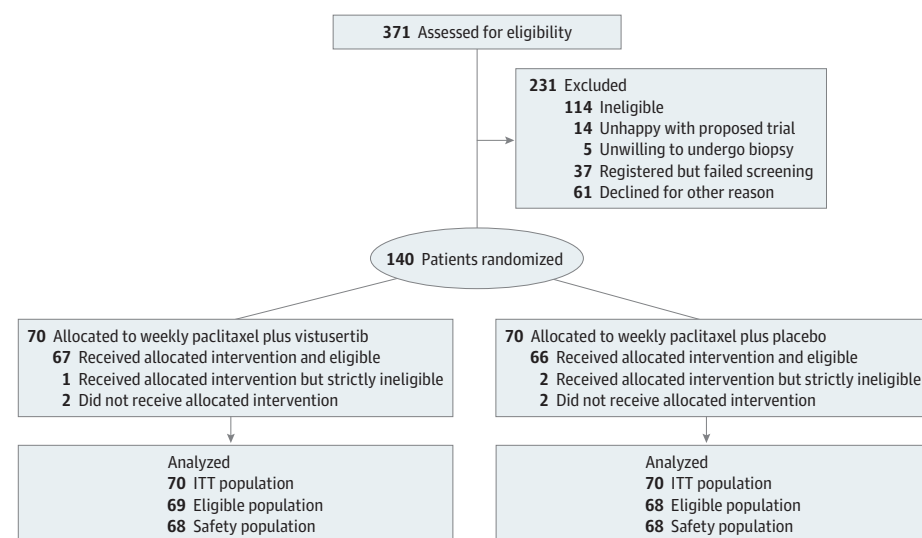 371 Assessed for eligibility
231 Excluded
114 Ineligible
14 Unhappy with proposed trial
5 Unwilling to undergo biopsy
37 Registered but failed screening
61 Declined for other reason
140 Patients randomized
70 Allocated to weekly paclitaxel plus vistusertib
67 Received allocated intervention and eligible
1 Received allocated intervention but strictly ineligible
2 Did not receive allocated intervention
70 Allocated to weekly paclitaxel plus placebo
66 Received allocated intervention and eligible
2 Received allocated intervention but strictly ineligible
2 Did not receive allocated intervention
Analyzed
70 ITT population
69 Eligible population
68 Safety population
Analyzed
70 ITT population
68 Eligible population
68 Safety population